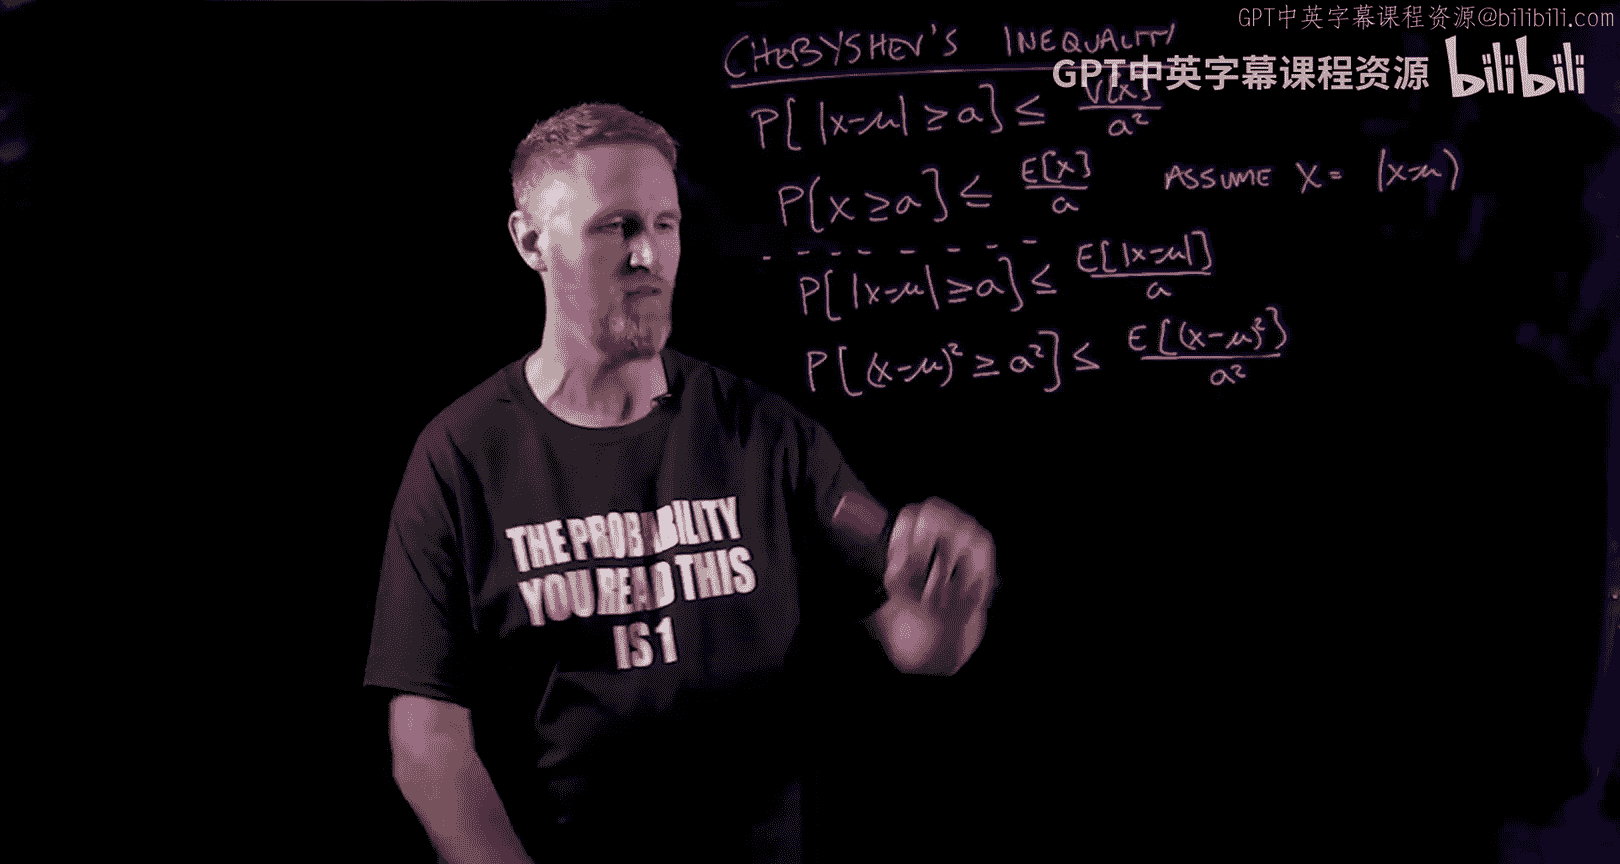 GPT中英字幕课程资源@bilibili.com
CHEBYSHEV'S INEQUALITY
GPT中英字幕课程资源 bilibili
P[|x-μ| ≥ a] ≤ V[x]/a²
P[x ≥ a] ≤ E[x]/a ASSUME X = |x-μ|
P[|x-μ| ≥ a] ≤ E[|x-μ|]/a
P[(x-μ)² ≥ a²] ≤ E[(x-μ)²]/a²
THE PROBABILITY
YOU READ THIS
IS 1